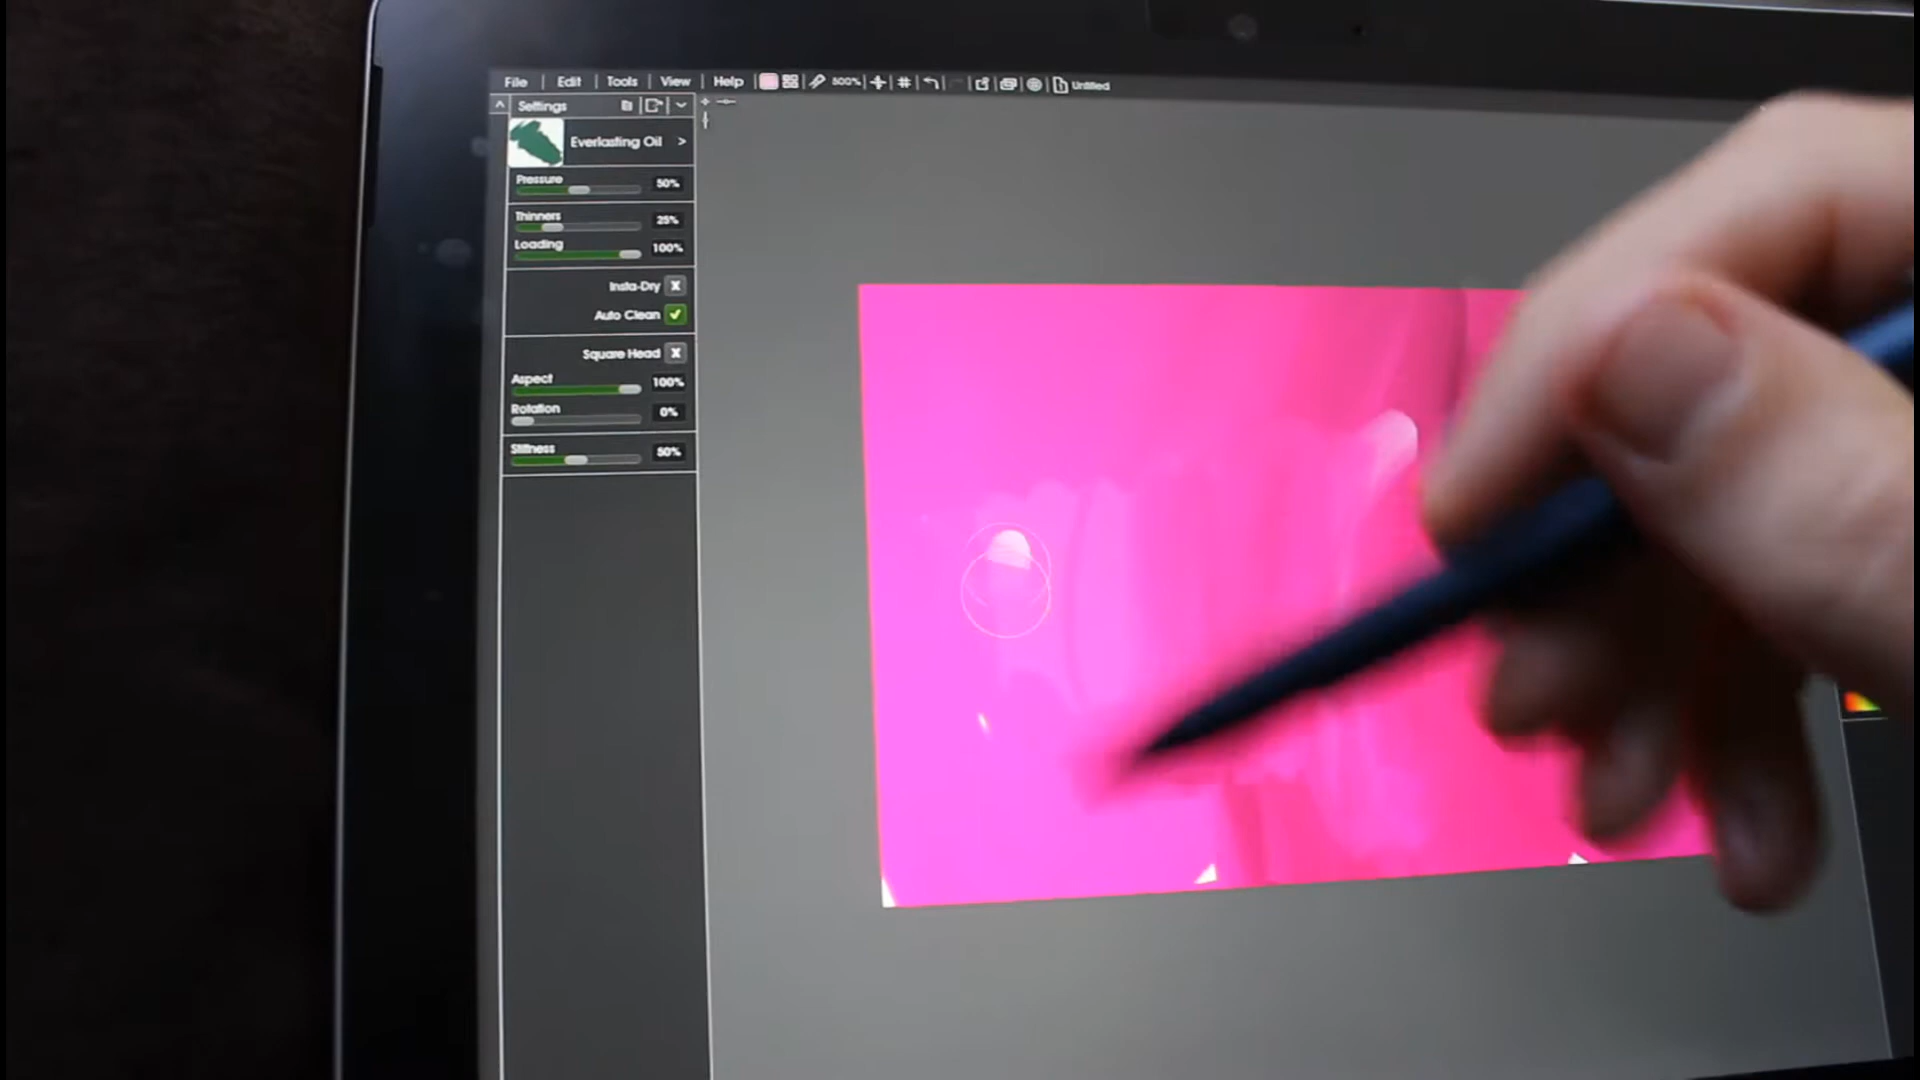 File | Edit | Tools | View | Help 500% Untitled
Settings
Everlasting Oil >
Pressure 50%
Thinners 25%
Loading 100%
Insta-Dry X
Auto Clean
Square Head X
Aspect 100%
Rotation 0%
Stiffness 50%